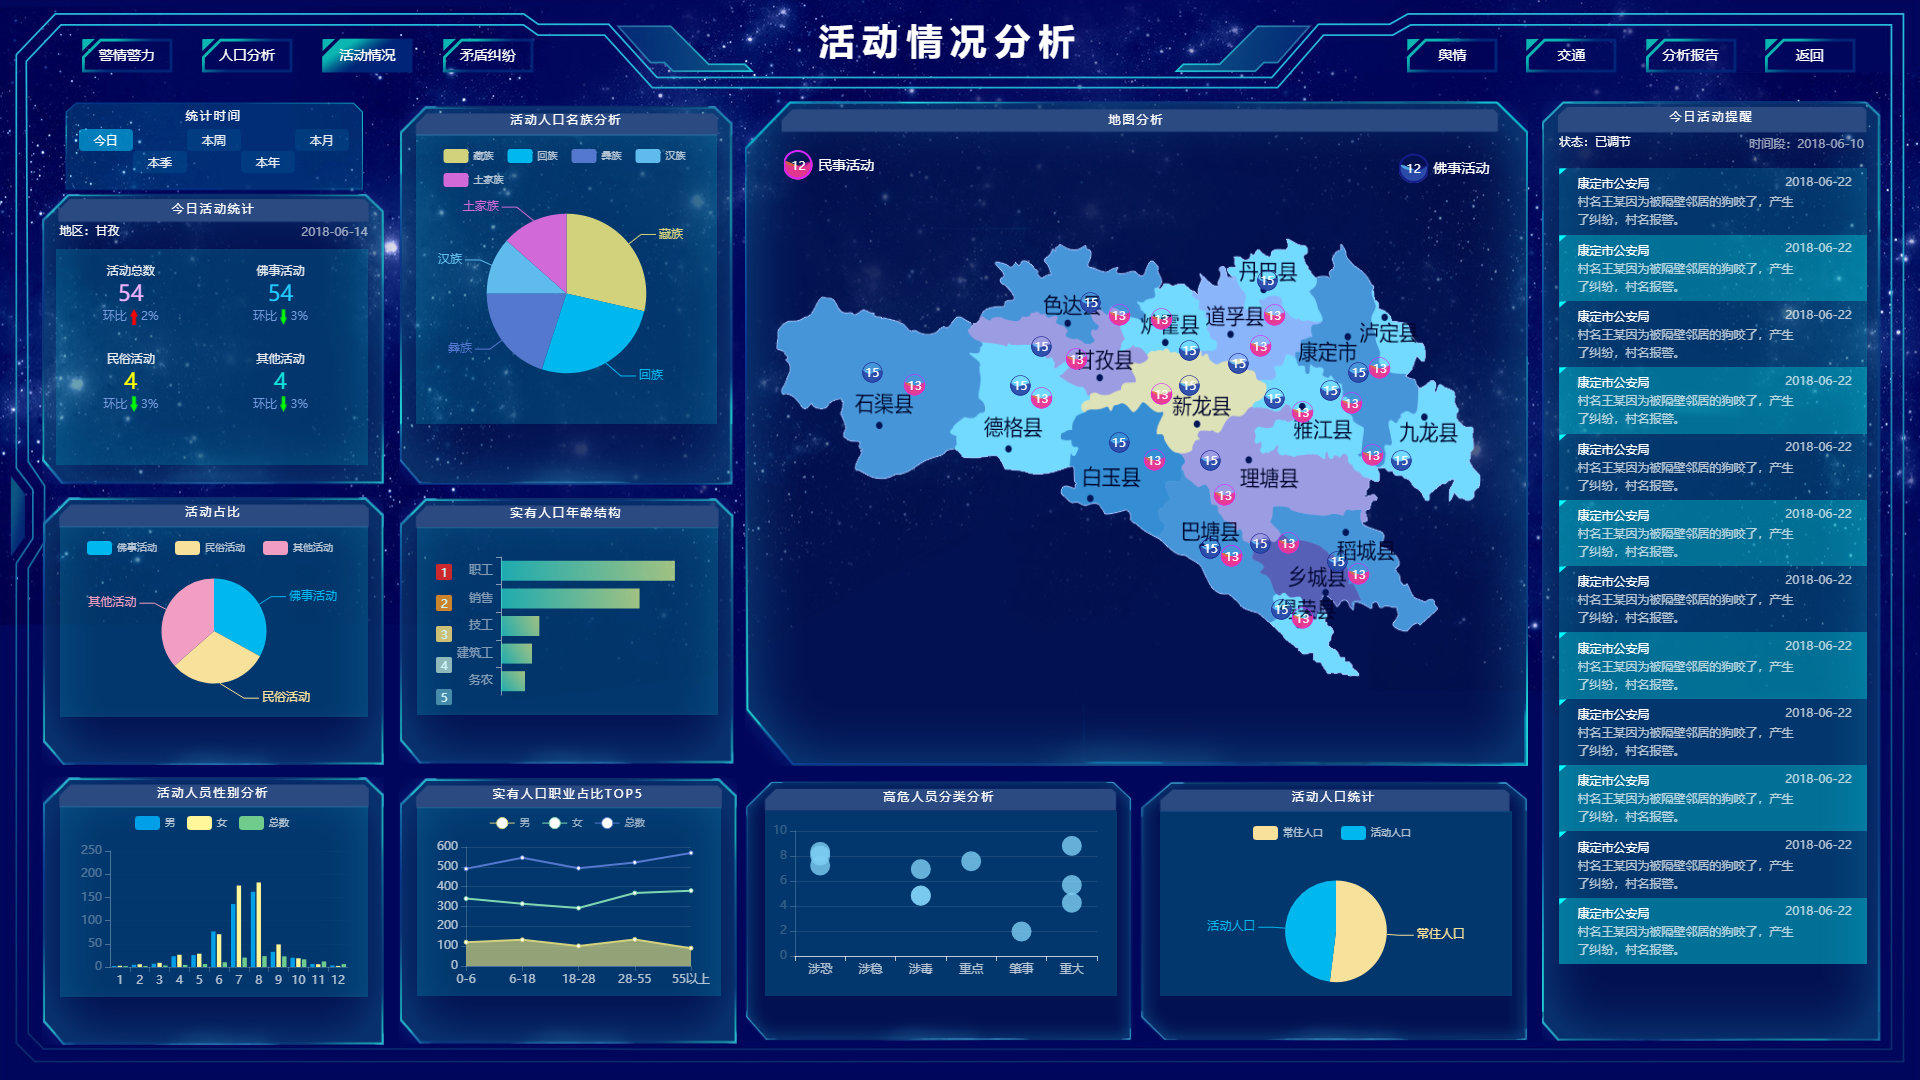 活动情况分析
警情警力
人口分析
活动情况
矛盾纠纷
舆情
交通
分析报告
返回
统计时间
今日
本周
本月
本季
本年
今日活动统计
地区：甘孜
2018-06-14
活动总数
佛事活动
54
54
环比 2%
环比 3%
民俗活动
其他活动
4
4
环比 3%
环比 3%
活动占比
佛事活动
民俗活动
其他活动
其他活动
佛事活动
民俗活动
活动人员性别分析
男
女
总数
250
200
150
100
50
0
1 2 3 4 5 6 7 8 9 10 11 12
活动人口名族分析
藏族
回族
彝族
汉族
土家族
土家族
藏族
汉族
彝族
回族
实有人口年龄结构
1 职工
2 销售
3 技工
4 建筑工
5 务农
实有人口职业占比TOP5
男
女
总数
600
500
400
300
200
100
0
0-6 6-18 18-28 28-55 55以上
地图分析
12 民事活动
12 佛事活动
丹巴县
15
色达县
15
13
炉霍县
13
道孚县
13
泸定县
15
13
甘孜县
15
13
15
康定市
15
13
15
13
石渠县
15
13
德格县
13
15
新龙县
15
15
13
13
雅江县
九龙县
13
15
15
13
白玉县
15
13
理塘县
巴塘县
15
13
15
13
稻城县
15
乡城县
13
15
13
高危人员分类分析
10
8
6
4
2
0
涉恐 涉稳 涉毒 重点 肇事 重大
活动人口统计
常住人口
活动人口
活动人口
常住人口
今日活动提醒
状态：已调节
时间段：2018-06-10
康定市公安局 2018-06-22
村名王某因为被隔壁邻居的狗咬了，产生
了纠纷，村名报警。
康定市公安局 2018-06-22
村名王某因为被隔壁邻居的狗咬了，产生
了纠纷，村名报警。
康定市公安局 2018-06-22
村名王某因为被隔壁邻居的狗咬了，产生
了纠纷，村名报警。
康定市公安局 2018-06-22
村名王某因为被隔壁邻居的狗咬了，产生
了纠纷，村名报警。
康定市公安局 2018-06-22
村名王某因为被隔壁邻居的狗咬了，产生
了纠纷，村名报警。
康定市公安局 2018-06-22
村名王某因为被隔壁邻居的狗咬了，产生
了纠纷，村名报警。
康定市公安局 2018-06-22
村名王某因为被隔壁邻居的狗咬了，产生
了纠纷，村名报警。
康定市公安局 2018-06-22
村名王某因为被隔壁邻居的狗咬了，产生
了纠纷，村名报警。
康定市公安局 2018-06-22
村名王某因为被隔壁邻居的狗咬了，产生
了纠纷，村名报警。
康定市公安局 2018-06-22
村名王某因为被隔壁邻居的狗咬了，产生
了纠纷，村名报警。
康定市公安局 2018-06-22
村名王某因为被隔壁邻居的狗咬了，产生
了纠纷，村名报警。
康定市公安局 2018-06-22
村名王某因为被隔壁邻居的狗咬了，产生
了纠纷，村名报警。